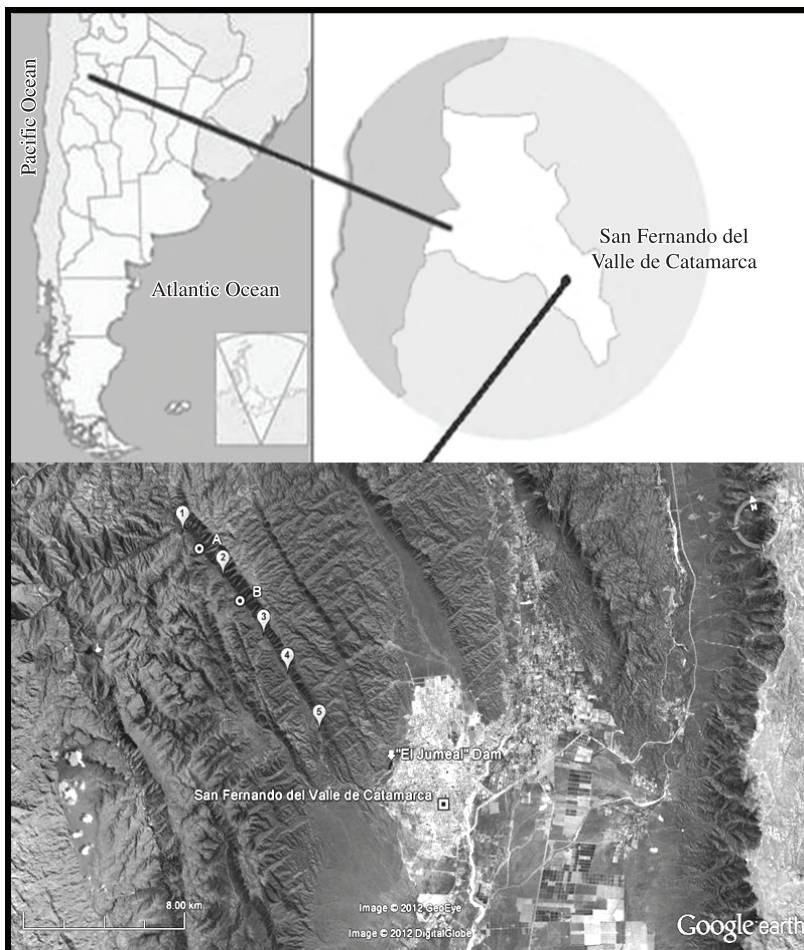 Pacific Ocean
San Fernando del
Valle de Catamarca
Atlantic Ocean
N
1
A
2
B
3
4
5
"El Jumeal" Dam
San Fernando del Valle de Catamarca
8.00 km
Image © 2012 GeoEye
Image © 2012 DigitalGlobe
Google earth